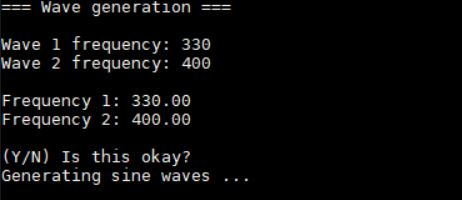 === Wave generation ===
Wave 1 frequency: 330
Wave 2 frequency: 400
Frequency 1: 330.00
Frequency 2: 400.00
(Y/N) Is this okay?
Generating sine waves ...